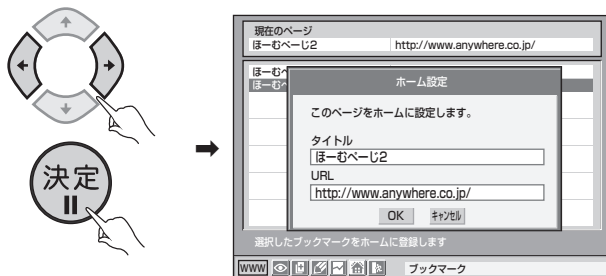 決定
現在のページ
ほーむぺーじ2 http://www.anywhere.co.jp/
ほーむぺ
ほーむぺ
ホーム設定
このページをホームに設定します。
タイトル
ほーむぺーじ2
URL
http://www.anywhere.co.jp/
OK キャンセル
選択したブックマークをホームに登録します
WWW ブックマーク